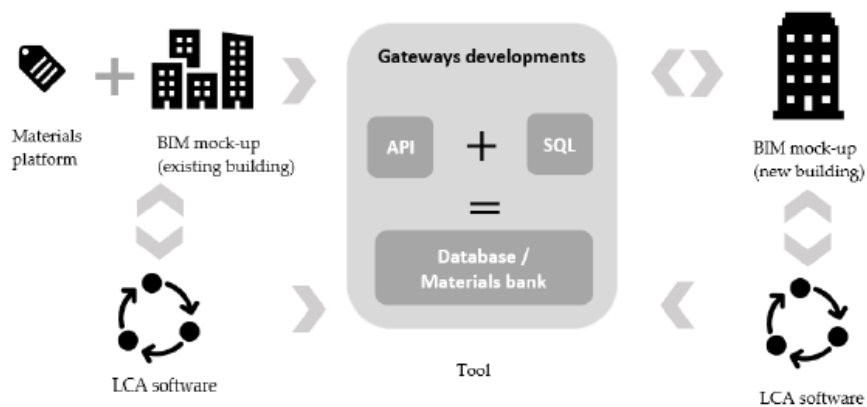 Gateways developments
API
+
SQL
=
Database /
Materials bank
Tool
+
Materials
platform
BIM mock-up
(existing building)
LCA software
BIM mock-up
(new building)
LCA software